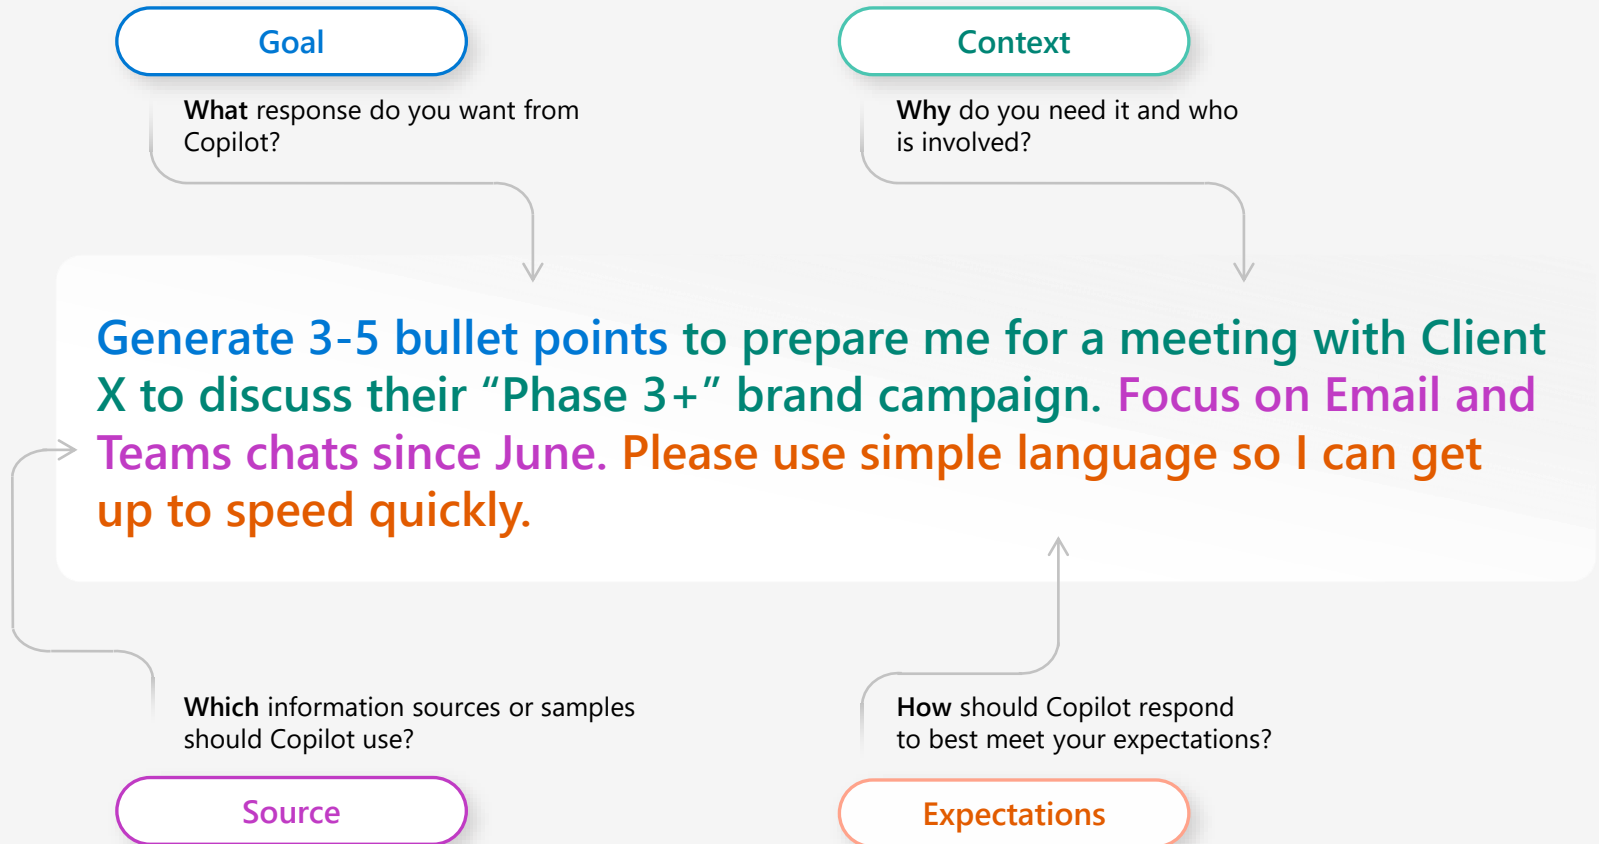 Goal
Context
What response do you want from
Copilot?
Why do you need it and who
is involved?
Generate 3-5 bullet points to prepare me for a meeting with Client
X to discuss their “Phase 3+” brand campaign. Focus on Email and
Teams chats since June. Please use simple language so I can get
up to speed quickly.
Which information sources or samples
should Copilot use?
How should Copilot respond
to best meet your expectations?
Source
Expectations